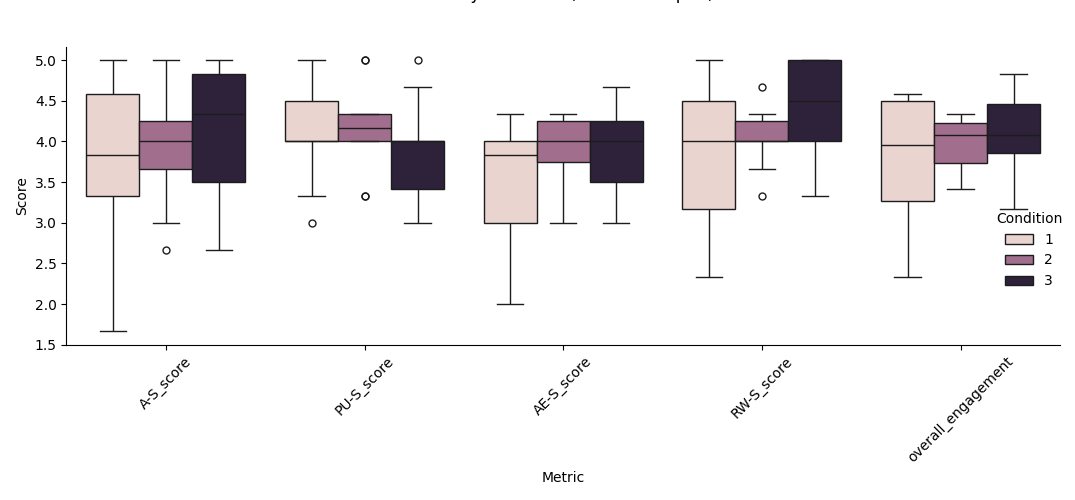 5.0
4.5
4.0
3.5
3.0
2.5
2.0
1.5
Score
Condition
1
2
3
A-S_score
PU-S_score
AE-S_score
RW-S_score
overall_engagement
Metric